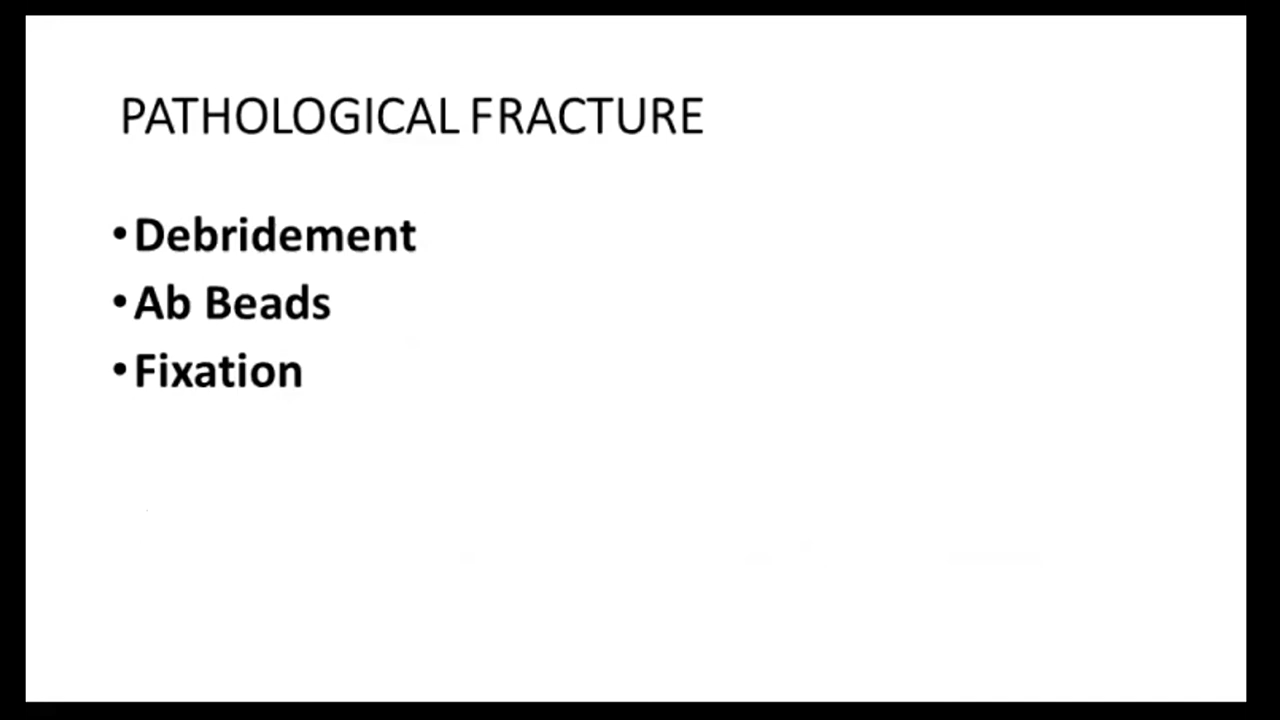 PATHOLOGICAL FRACTURE
•Debridement
•Ab Beads
•Fixation